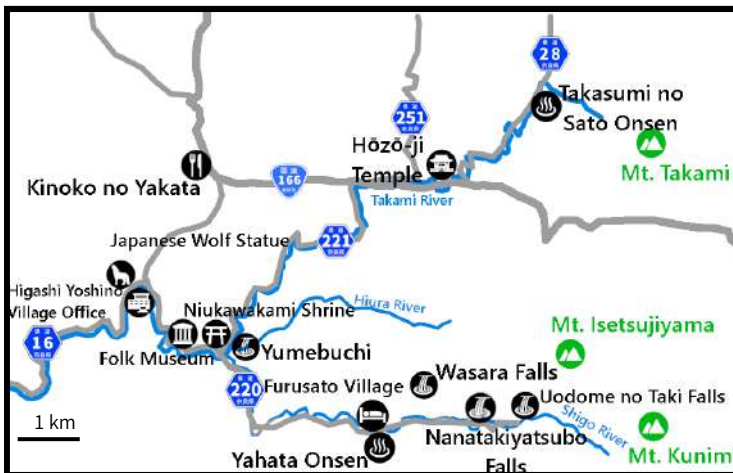 28
Takasumi no
Sato Onsen
251
Hōzō-ji
Temple
Mt. Takami
Kinoko no Yakata
国道
166
Takami River
Japanese Wolf Statue
221
Higashi Yoshino
Village Office
Niukawakami Shrine
Hiura River
16
Folk Museum
Yumebuchi
Mt. Isetsujiyama
220
Furusato Village
Wasara Falls
Uodome no Taki Falls
1 km
Shigo River
Yahata Onsen
Nanatakiyatsubo
Falls
Mt. Kunim